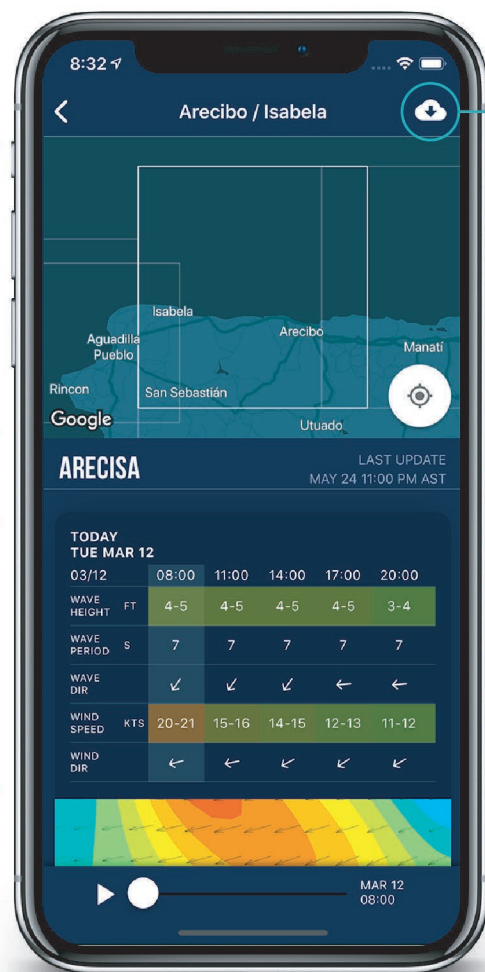 8:32
Arecibo / Isabela
Isabela
Arecibo
Aguadilla
Pueblo
Manatí
Rincon
San Sebastián
Google
Utuado
ARECISA
LAST UPDATE
MAY 24 11:00 PM AST
TODAY
TUE MAR 12
03/12 08:00 11:00 14:00 17:00 20:00
WAVE
HEIGHT FT 4-5 4-5 4-5 4-5 3-4
WAVE
PERIOD S 7 7 7 7 7
WAVE
DIR
WIND
SPEED KTS 20-21 15-16 14-15 12-13 11-12
WIND
DIR
MAR 12
08:00